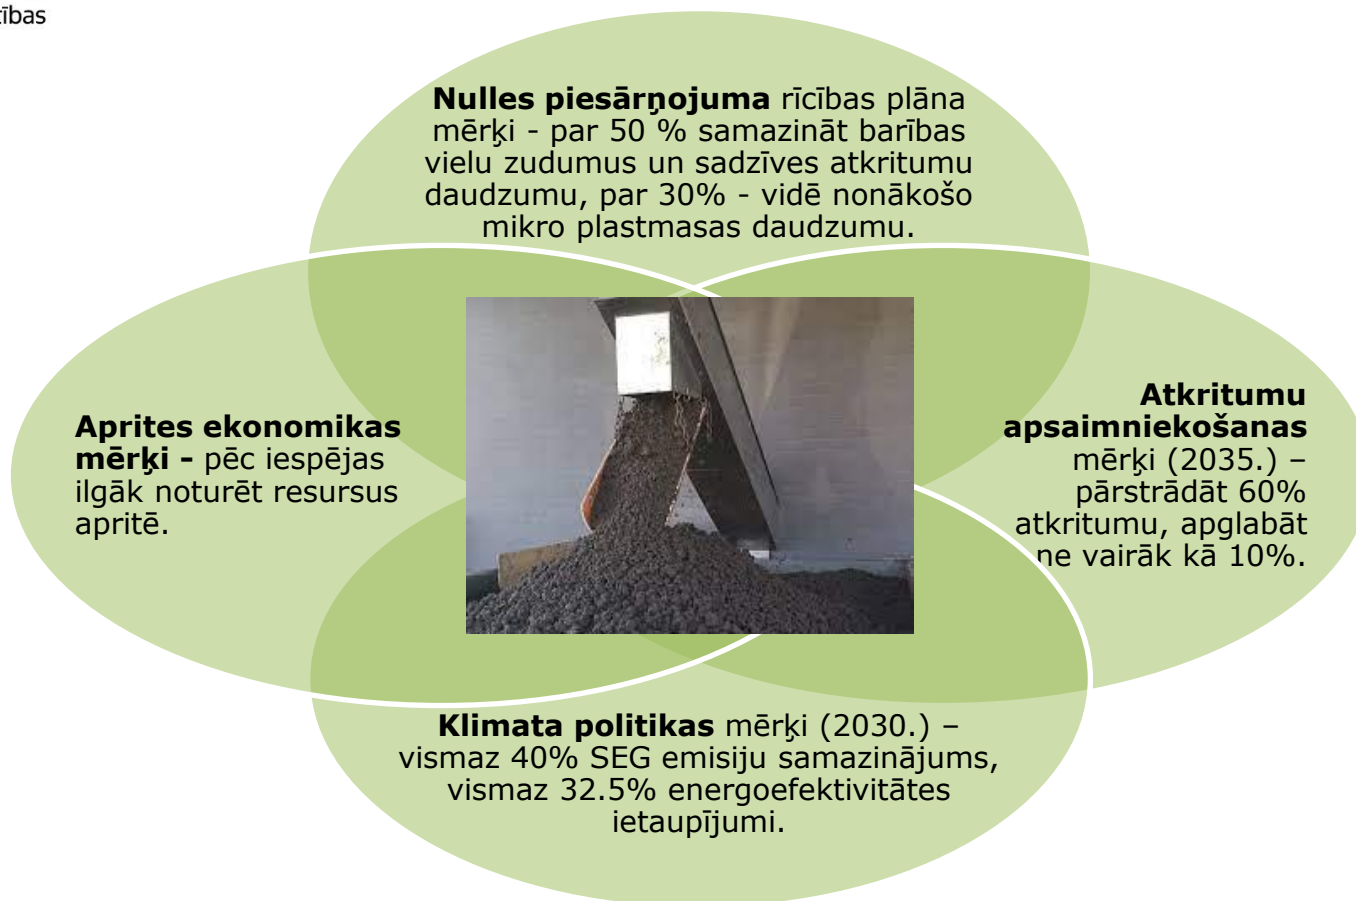 Nulles piesārņojuma rīcības plāna
mērķi - par 50 % samazināt barības
vielu zudumus un sadzīves atkritumu
daudzumu, par 30% - vidē nonākošo
mikro plastmasas daudzumu.
Aprites ekonomikas
mērķi - pēc iespējas
ilgāk noturēt resursus
apritē.
Atkritumu
apsaimniekošanas
mērķi (2035.) –
pārstrādāt 60%
atkritumu, apglabāt
ne vairāk kā 10%.
Klimata politikas mērķi (2030.) –
vismaz 40% SEG emisiju samazinājums,
vismaz 32.5% energoefektivitātes
ietaupījumi.